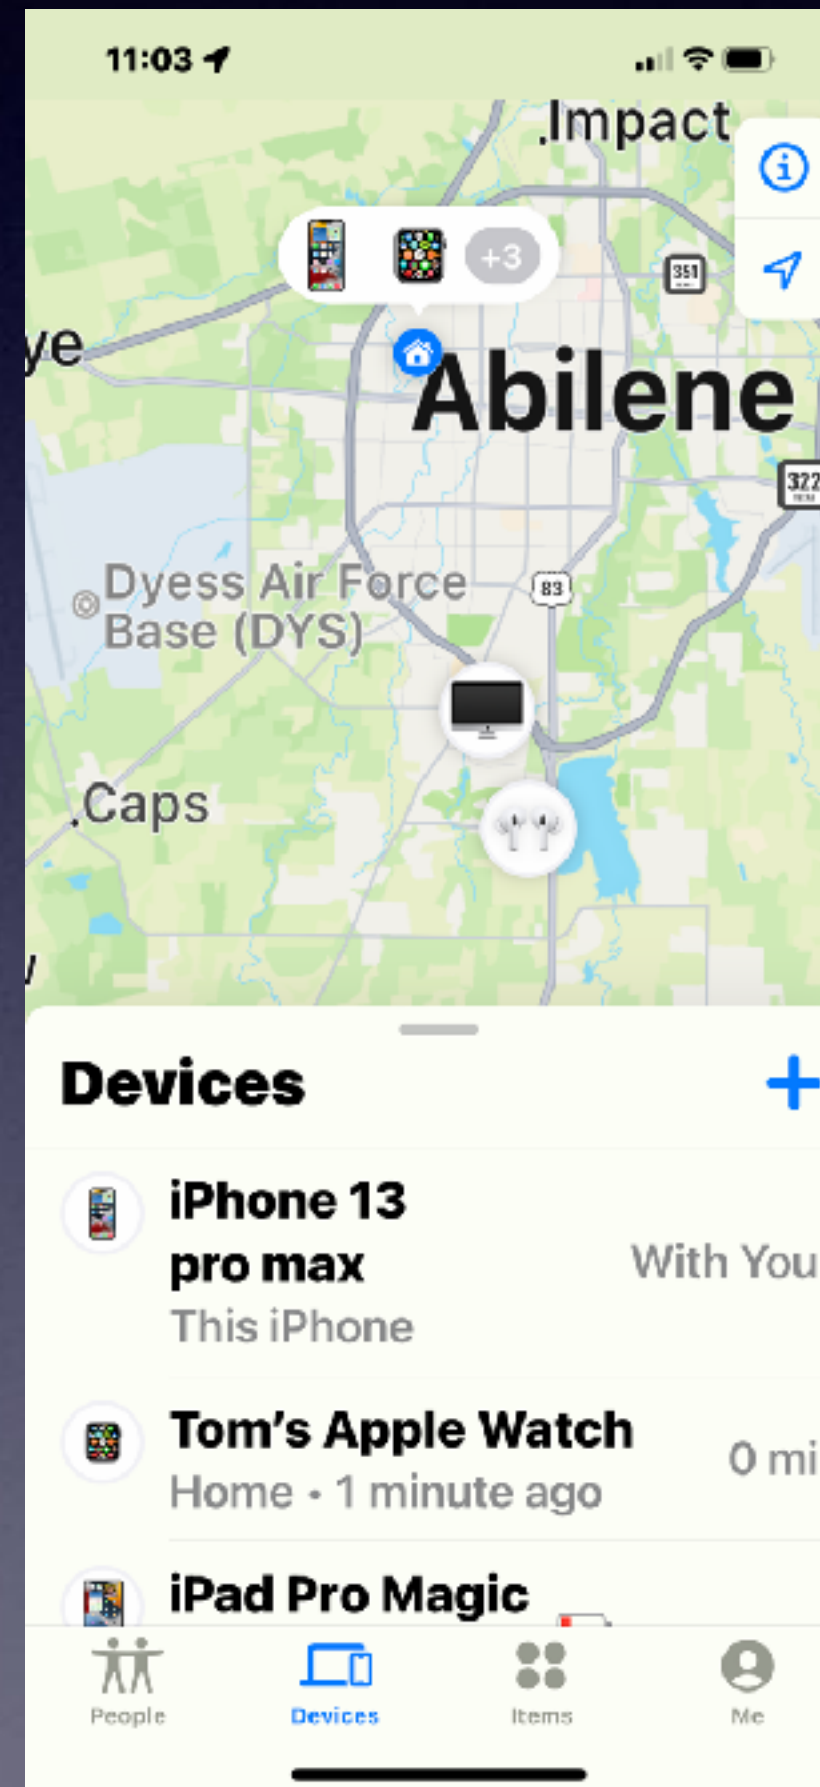 11:03
.Impact
+3
351
ye
Abilene
322
Dyess Air Force
Base (DYS)
83
.Caps
Devices
iPhone 13
pro max
With You
This iPhone
Tom's Apple Watch
0 mi
Home • 1 minute ago
iPad Pro Magic
People
Devices
Items
Me